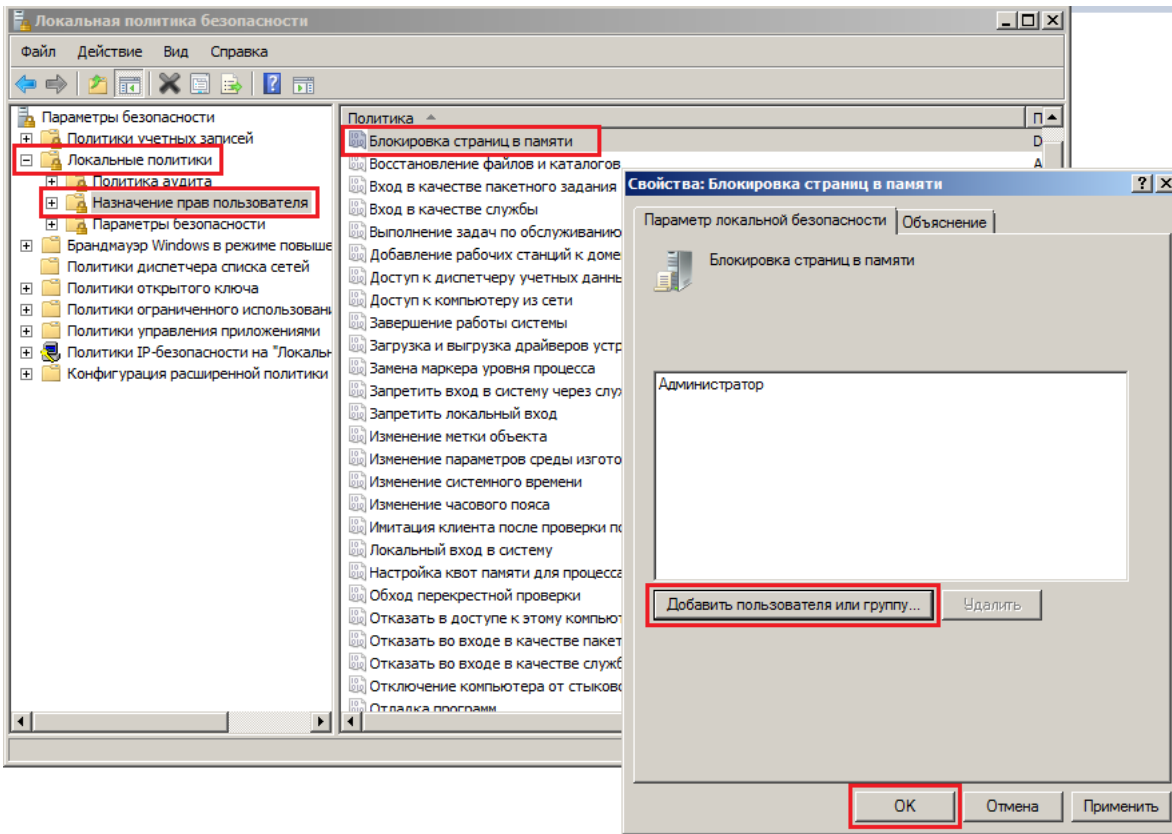 Локальная политика безопасности
Файл Действие Вид Справка
Параметры безопасности
Политики учетных записей
Локальные политики
Политика аудита
Назначение прав пользователя
Параметры безопасности
Брандмауэр Windows в режиме повыше
Политики диспетчера списка сетей
Политики открытого ключа
Политики ограниченного использован
Политики управления приложениями
Политики IP-безопасности на "Локальн
Конфигурация расширенной политики
Политика П
Блокировка страниц в памяти D
Восстановление файлов и каталогов А
Вход в качестве пакетного задания
Вход в качестве службы
Выполнение задач по обслуживанию
Добавление рабочих станций к доме
Доступ к диспетчеру учетных данны
Доступ к компьютеру из сети
Завершение работы системы
Загрузка и выгрузка драйверов устр
Замена маркера уровня процесса
Запретить вход в систему через служ
Запретить локальный вход
Изменение метки объекта
Изменение параметров среды изгото
Изменение системного времени
Изменение часового пояса
Имитация клиента после проверки по
Локальный вход в систему
Настройка квот памяти для процесса
Обход перекрестной проверки
Отказать в доступе к этому компьют
Отказать во входе в качестве пакет
Отказать во входе в качестве служб
Отключение компьютера от стыково
Отладка программ
Свойства: Блокировка страниц в памяти
Параметр локальной безопасности Объяснение
Блокировка страниц в памяти
Администратор
Добавить пользователя или группу... Удалить
ОК Отмена Применить